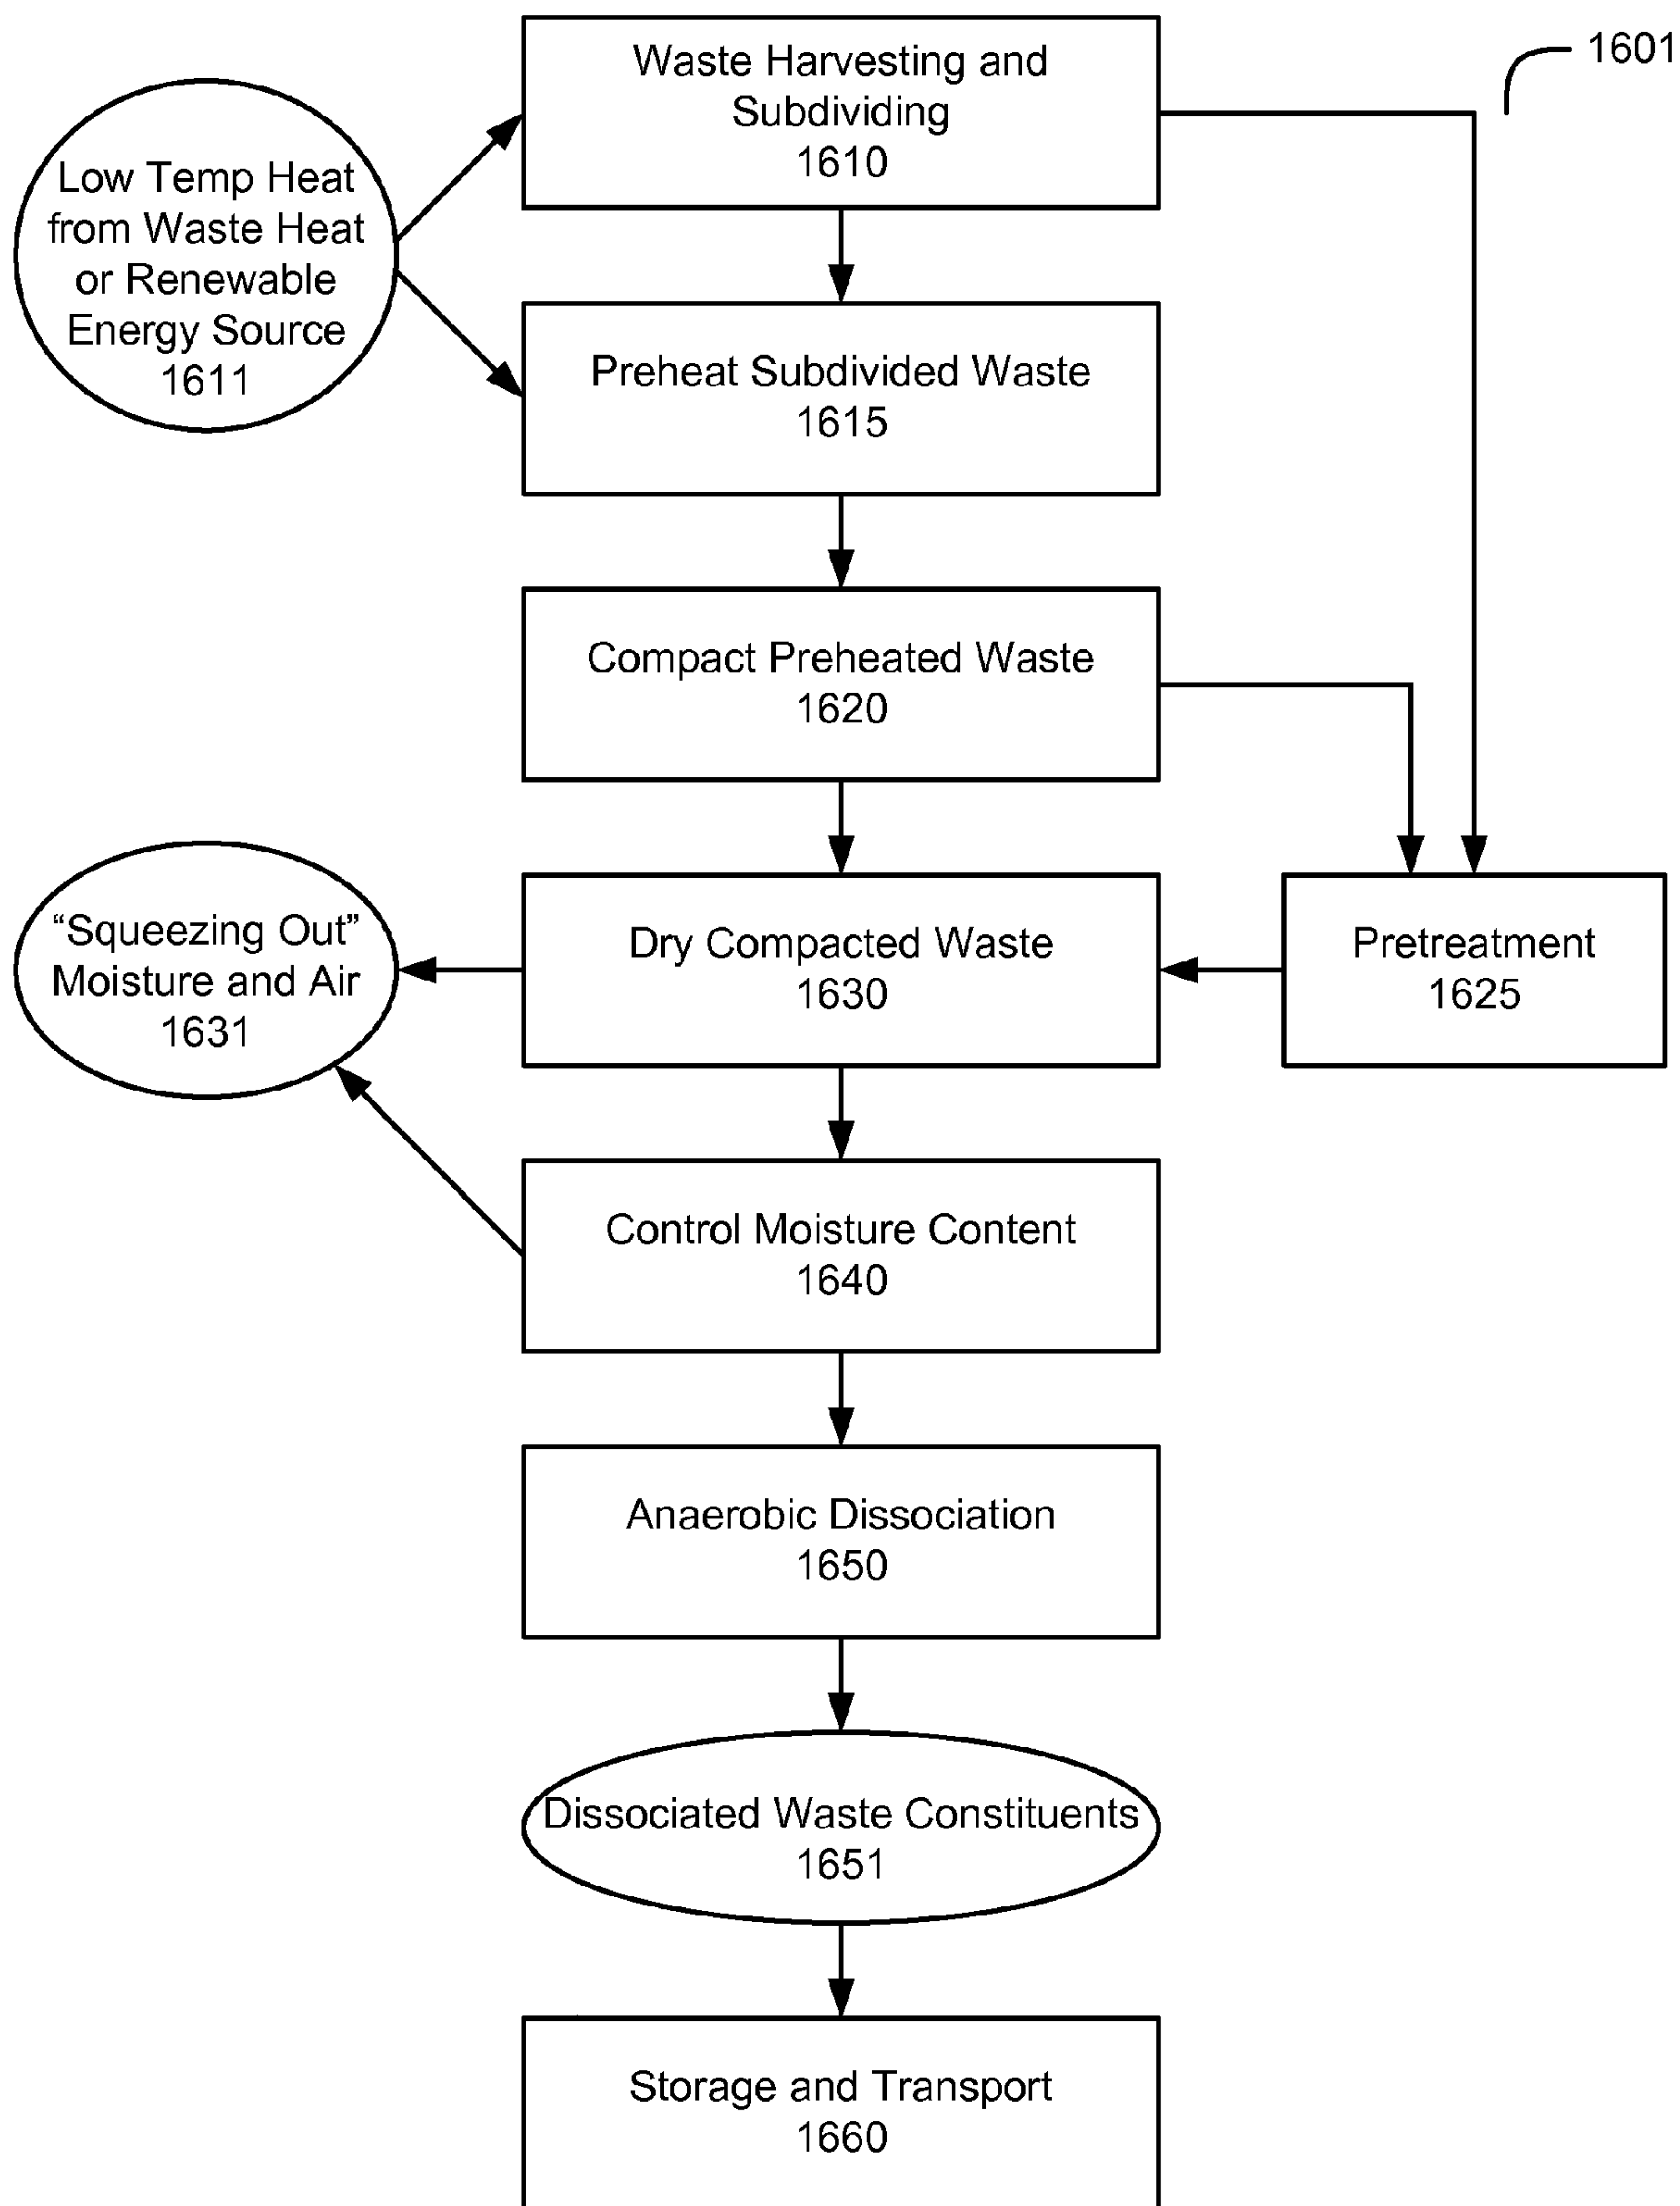 Waste Harvesting and
Subdividing
1610
1601
Low Temp Heat
from Waste Heat
or Renewable
Energy Source
1611
Preheat Subdivided Waste
1615
Compact Preheated Waste
1620
“Squeezing Out”
Moisture and Air
1631
Dry Compacted Waste
1630
Pretreatment
1625
Control Moisture Content
1640
Anaerobic Dissociation
1650
Dissociated Waste Constituents
1651
Storage and Transport
1660